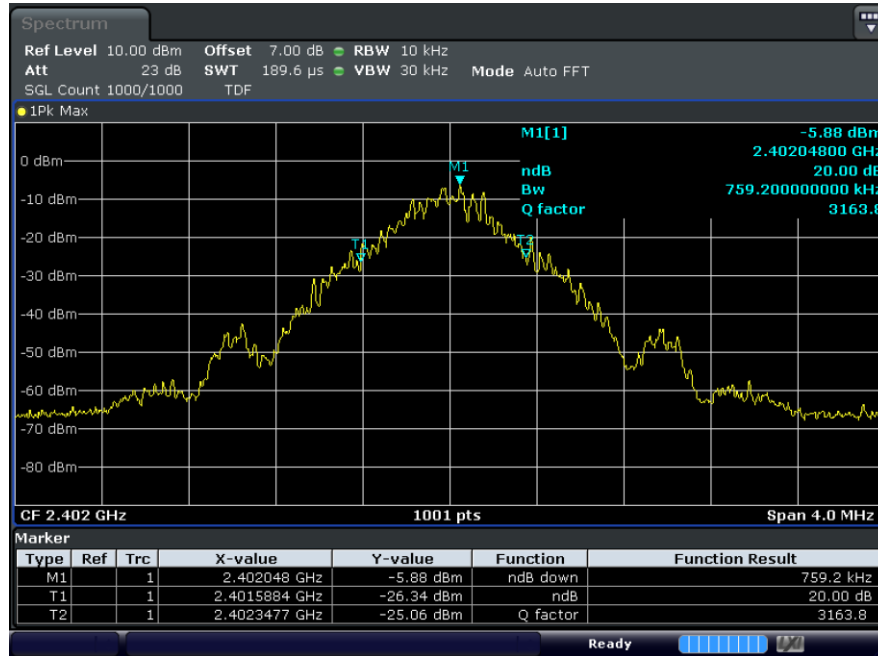 Spectrum
Ref Level 10.00 dBm Offset 7.00 dB RBW 10 kHz
Att 23 dB SWT 189.6 µs VBW 30 kHz Mode Auto FFT
SGL Count 1000/1000 TDF
1Pk Max
M1[1] -5.88 dBm
2.40204800 GHz
ndB 20.00 dB
Bw 759.200000000 kHz
Q factor 3163.8
M1
T1
T2
0 dBm
-10 dBm
-20 dBm
-30 dBm
-40 dBm
-50 dBm
-60 dBm
-70 dBm
-80 dBm
CF 2.402 GHz 1001 pts Span 4.0 MHz
Marker
Type Ref Trc X-value Y-value Function Function Result
M1 1 2.402048 GHz -5.88 dBm ndB down 759.2 kHz
T1 1 2.4015884 GHz -26.34 dBm ndB 20.00 dB
T2 1 2.4023477 GHz -25.06 dBm Q factor 3163.8
Ready